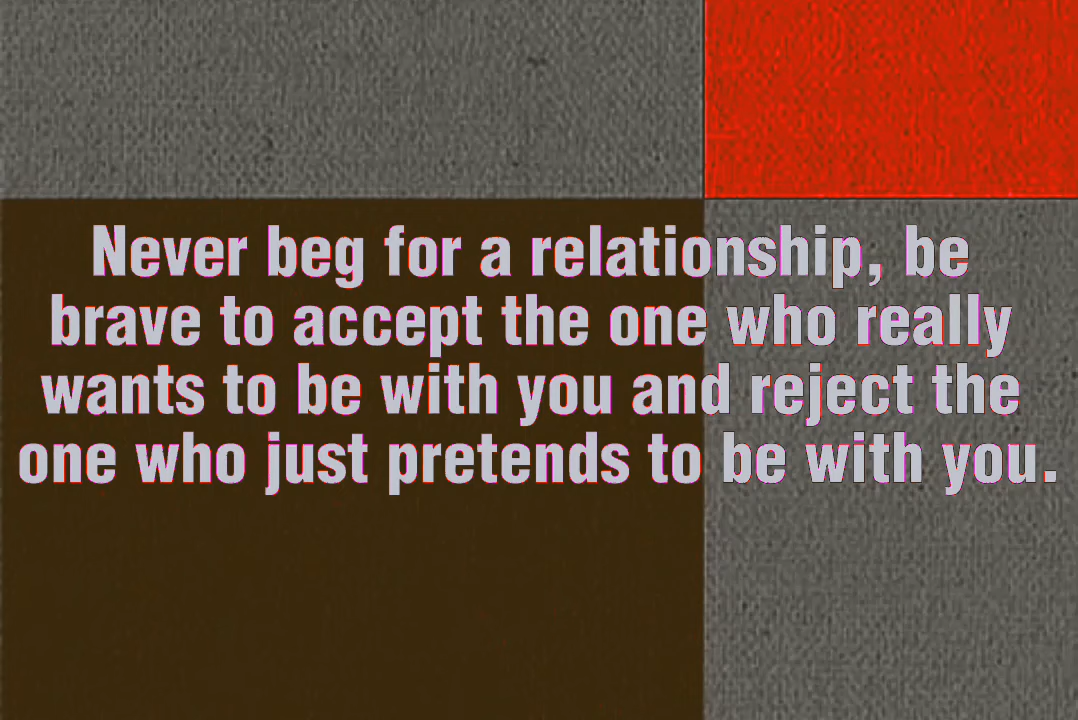 Never beg for a relationship, be
brave to accept the one who really
wants to be with you and reject the
one who just pretends to be with you.